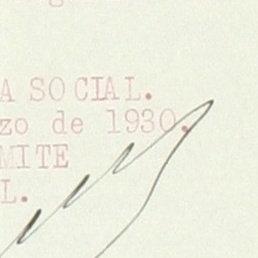 A SOCIAL.
zo de 1930.
MITE
L.